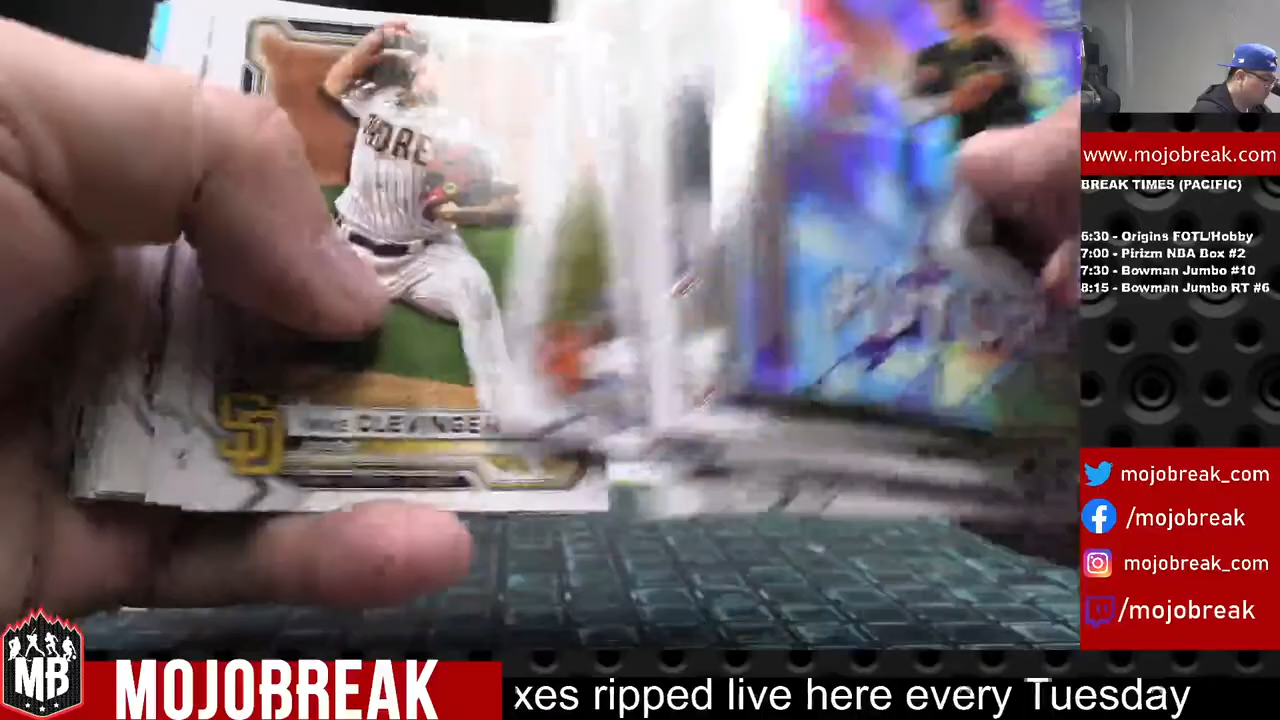 www.mojobreak.com
BREAK TIMES (PACIFIC)
6:30 - Origins FOTL/Hobby
7:00 - Pirizm NBA Box #2
7:30 - Bowman Jumbo #10
8:15 - Bowman Jumbo RT #6
CLEVINGER
SD
mojobreak_com
/mojobreak
mojobreak_com
/mojobreak
MB
MOJOBREAK
xes ripped live here every Tuesday